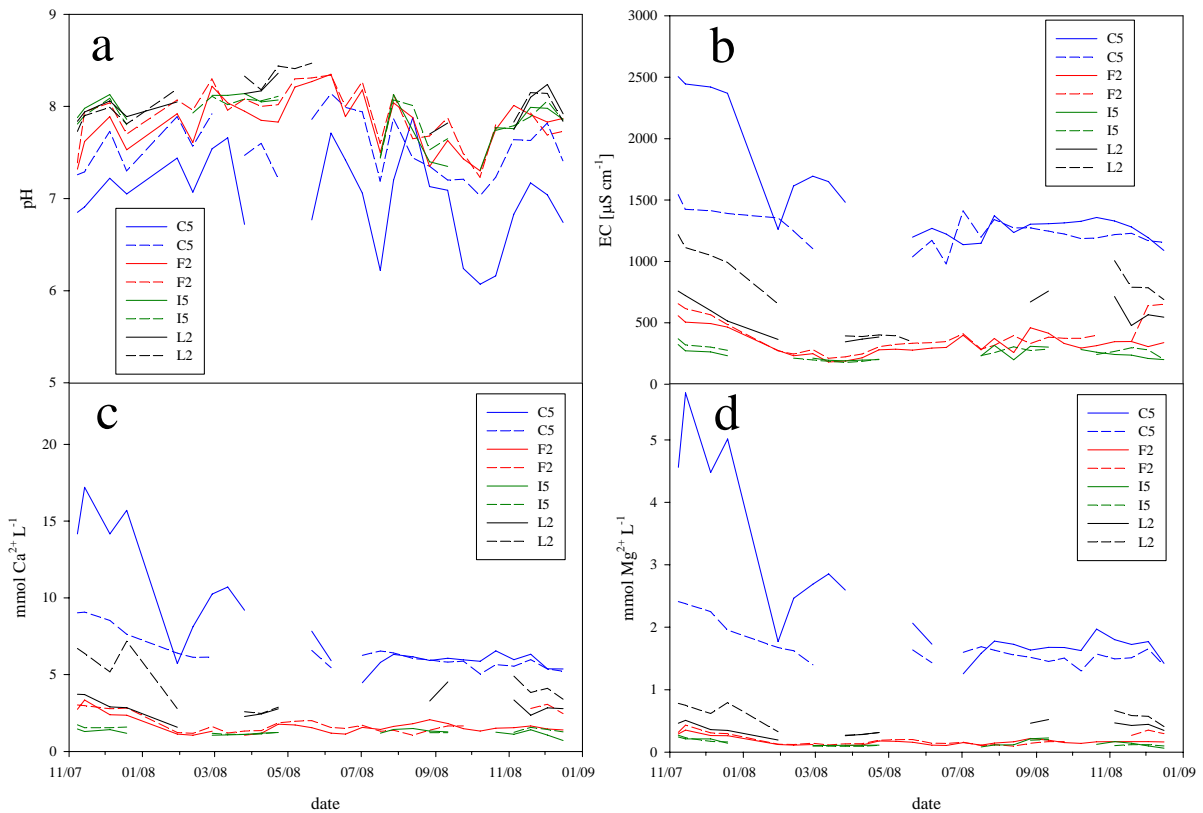 a
9
8
7
6
5
pH
C5
C5
F2
F2
I5
I5
L2
L2
b
3000
2500
2000
1500
1000
500
0
EC [µS cm-1]
C5
C5
F2
F2
I5
I5
L2
L2
c
20
15
10
5
0
mmol Ca2+ L-1
C5
C5
F2
F2
I5
I5
L2
L2
11/07 01/08 03/08 05/08 07/08 09/08 11/08 01/09
date
d
5
4
3
2
1
0
mmol Mg2+ L-1
C5
C5
F2
F2
I5
I5
L2
L2
11/07 01/08 03/08 05/08 07/08 09/08 11/08 01/09
date